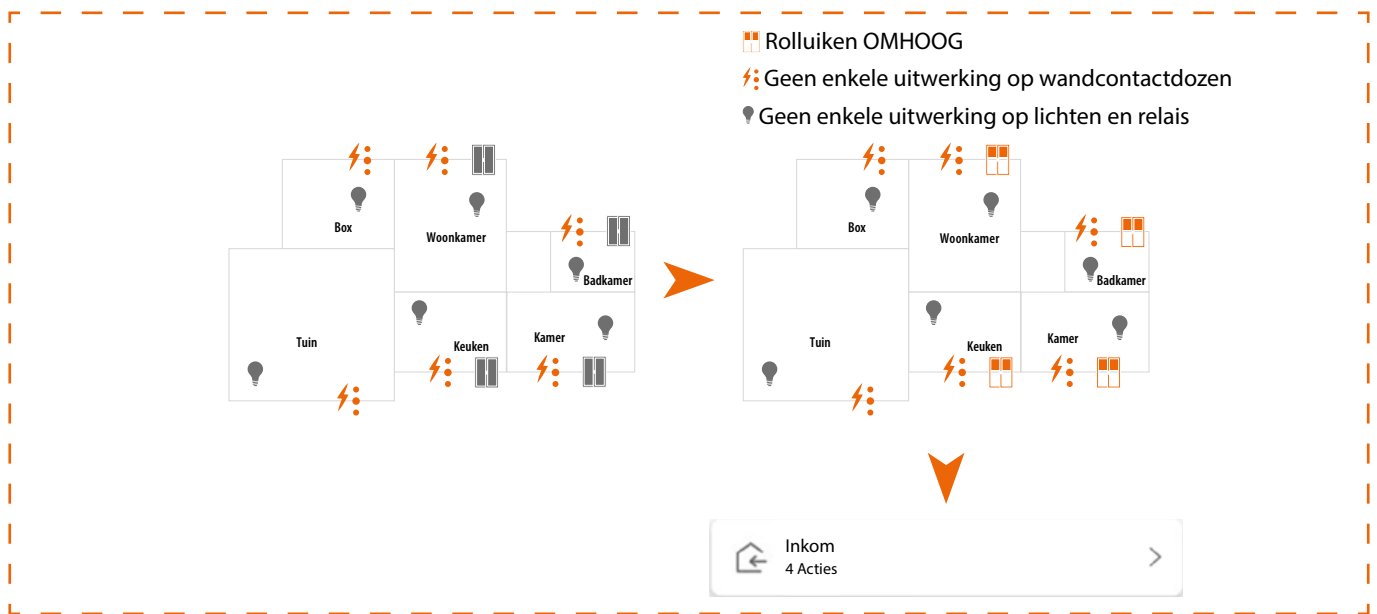 Rolluiken OMHOOG
Geen enkele uitwerking op wandcontactdozen
Geen enkele uitwerking op lichten en relais
Box
Woonkamer
Badkamer
Tuin
Keuken
Kamer
Box
Woonkamer
Badkamer
Tuin
Keuken
Kamer
Inkom
4 Acties